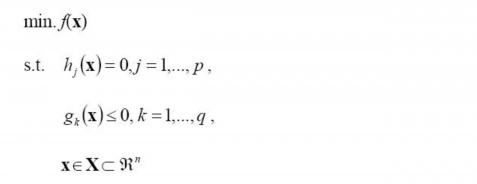 min. f(x)
s.t. h_j(x) = 0, j = 1,..., p ,
g_k(x) ≤ 0, k = 1,..., q ,
x ∈ X ⊂ ℜ^n